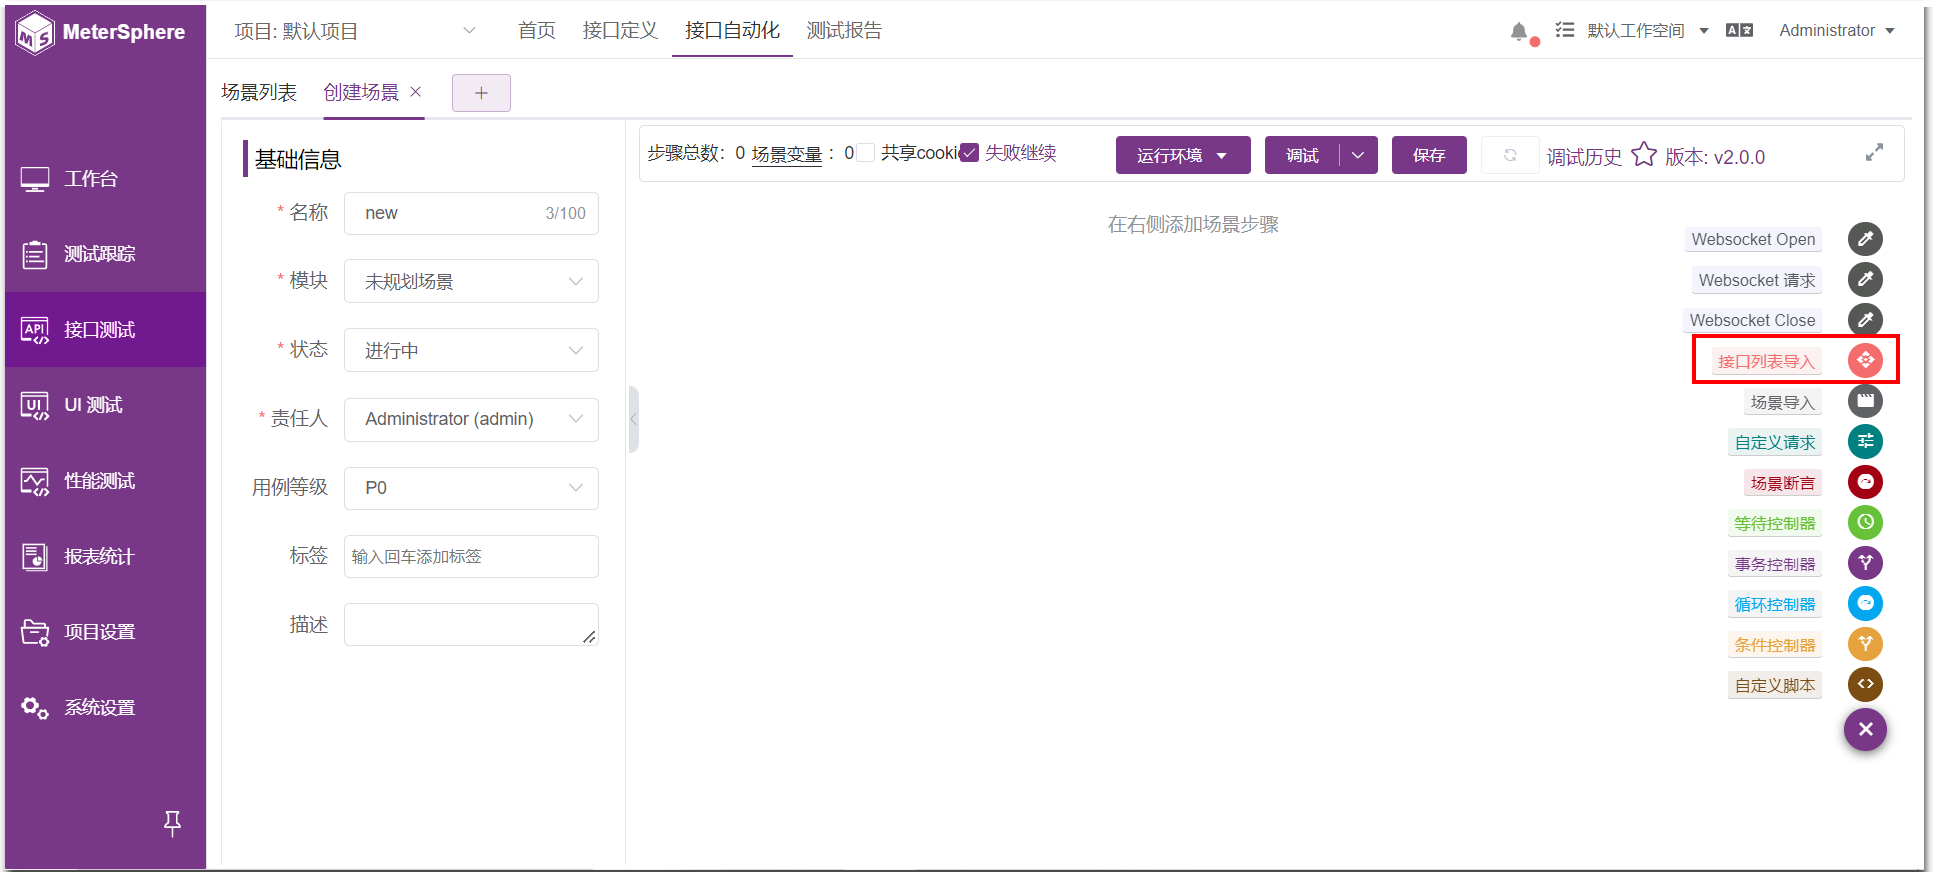 MeterSphere
项目: 默认项目
首页
接口定义
接口自动化
测试报告
默认工作空间
Administrator
场景列表
创建场景
+
工作台
测试跟踪
接口测试
UI 测试
性能测试
报表统计
项目设置
系统设置
基础信息
* 名称
new
3/100
* 模块
未规划场景
* 状态
进行中
* 责任人
Administrator (admin)
用例等级
P0
标签
输入回车添加标签
描述
步骤总数: 0
场景变量 : 0
共享cooki
失败继续
运行环境
调试
保存
调试历史
版本: v2.0.0
在右侧添加场景步骤
Websocket Open
Websocket 请求
Websocket Close
接口列表导入
场景导入
自定义请求
场景断言
等待控制器
事务控制器
循环控制器
条件控制器
自定义脚本